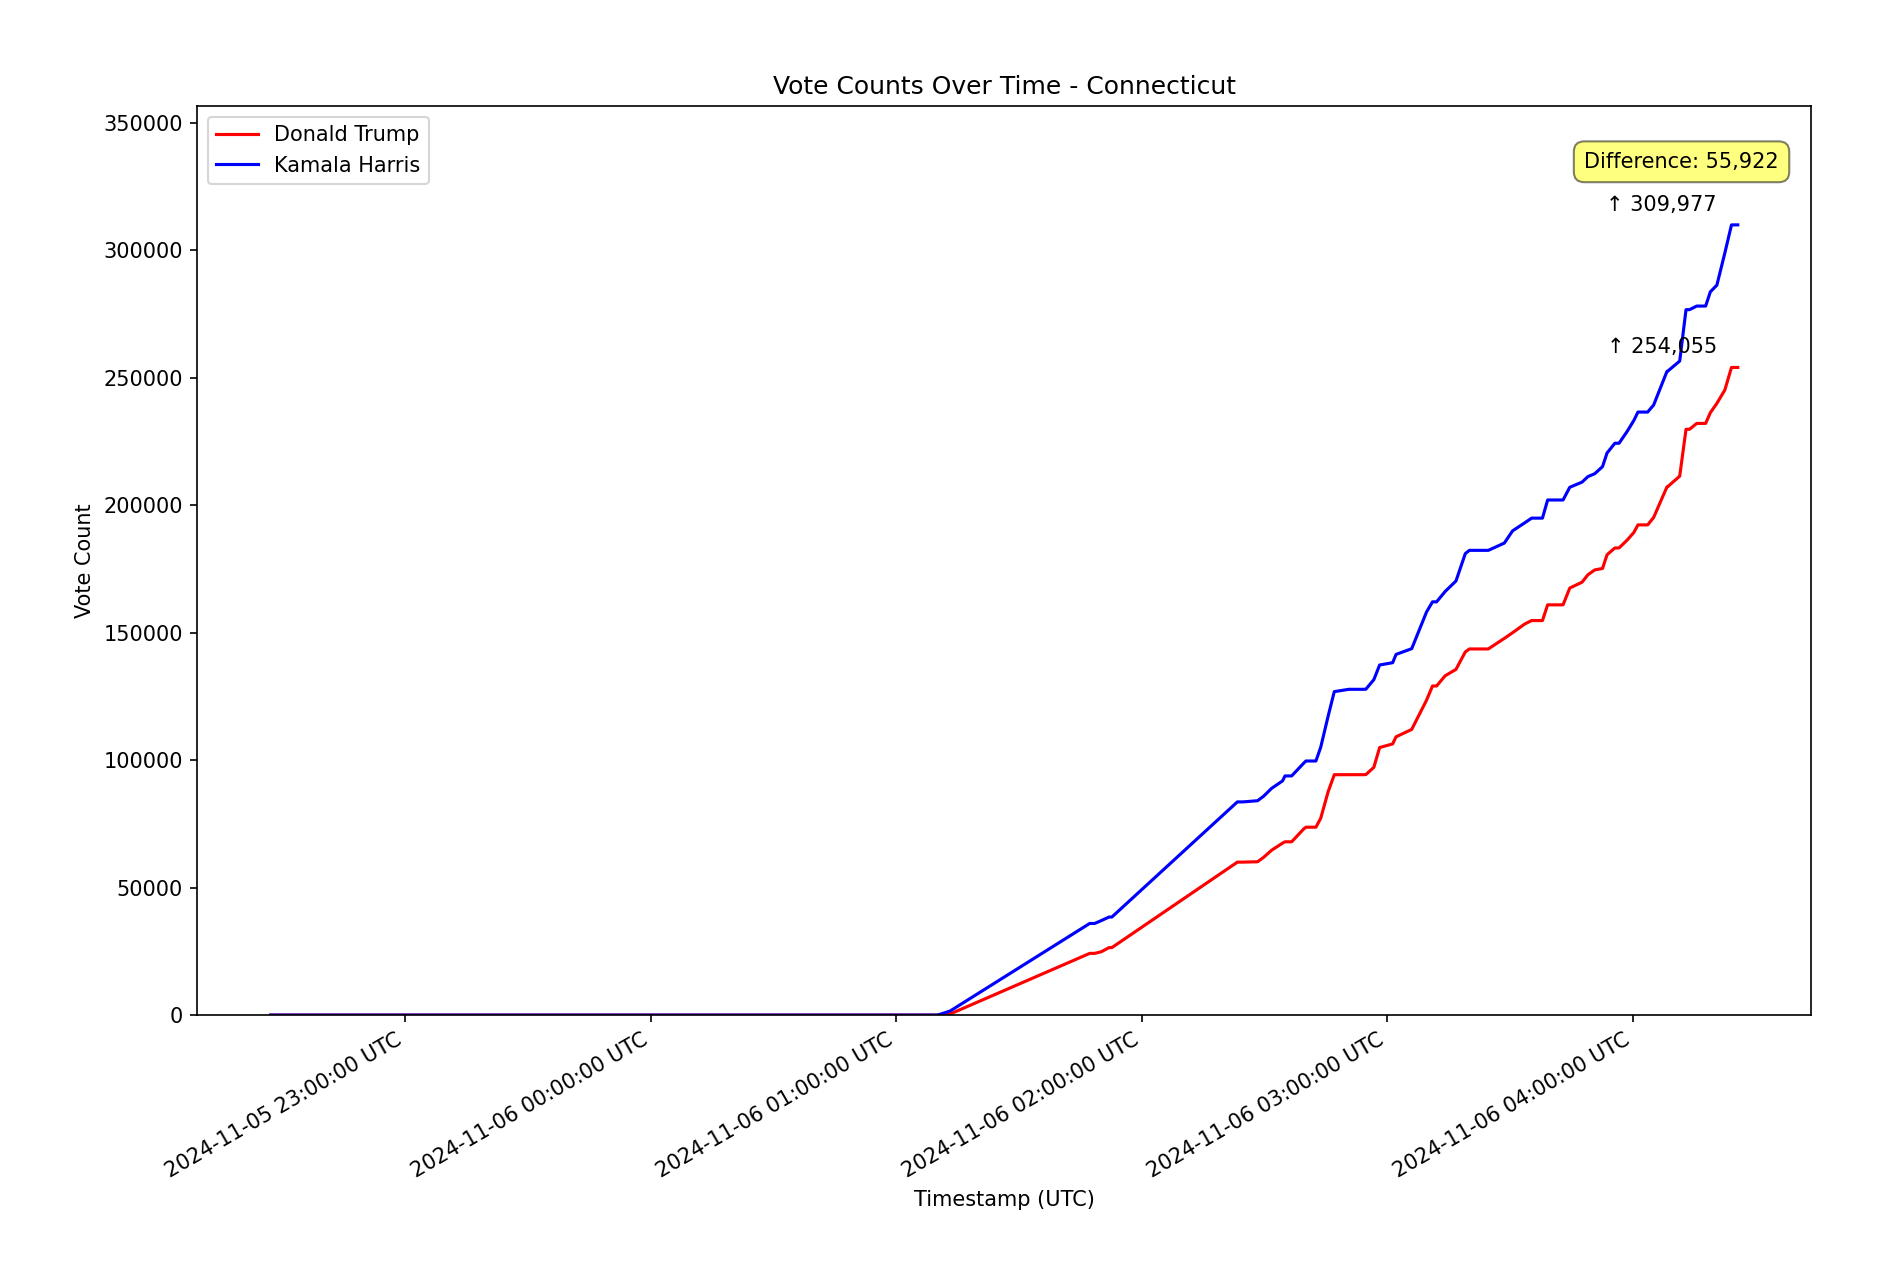 Vote Counts Over Time - Connecticut
350000
300000
250000
200000
150000
100000
50000
0
Vote Count
Donald Trump
Kamala Harris
Difference: 55,922
↑ 309,977
↑ 254,055
2024-11-05 23:00:00 UTC
2024-11-06 00:00:00 UTC
2024-11-06 01:00:00 UTC
2024-11-06 02:00:00 UTC
2024-11-06 03:00:00 UTC
2024-11-06 04:00:00 UTC
Timestamp (UTC)